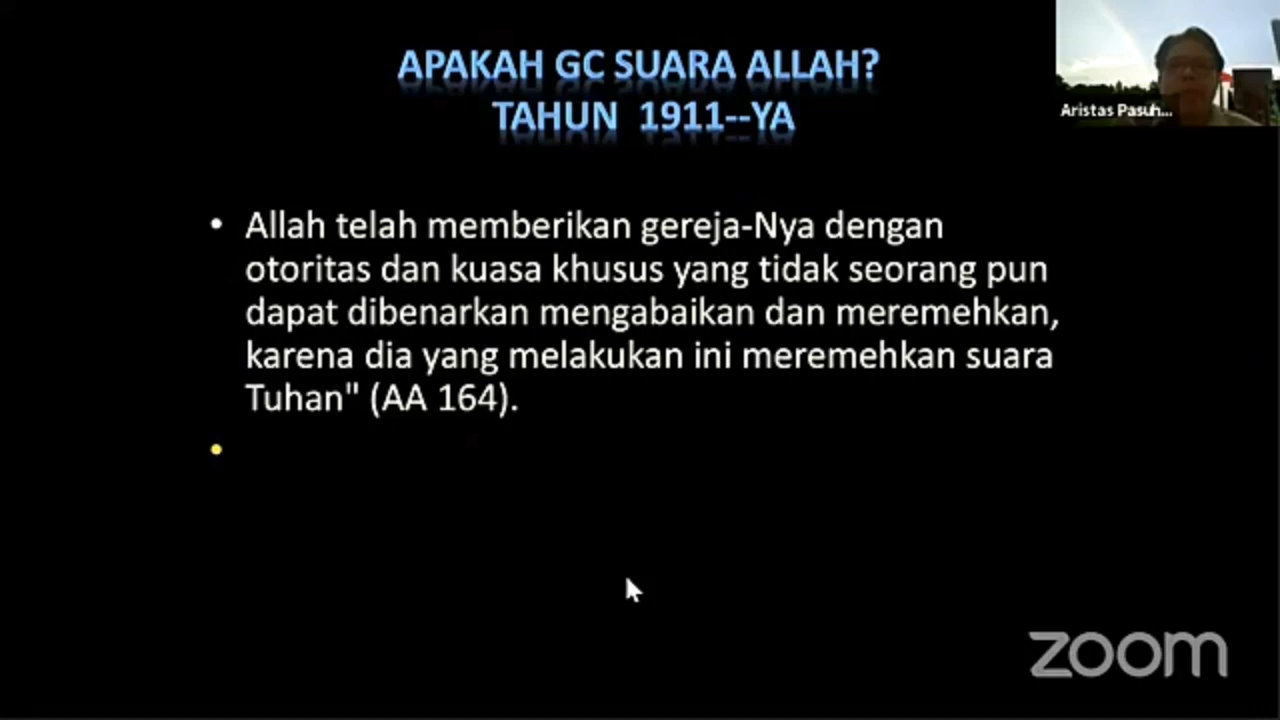 APAKAH GC SUARA ALLAH?
TAHUN 1911--YA
Aristas Pasuh...
• Allah telah memberikan gereja-Nya dengan
otoritas dan kuasa khusus yang tidak seorang pun
dapat dibenarkan mengabaikan dan meremehkan,
karena dia yang melakukan ini meremehkan suara
Tuhan" (AA 164).
•
zoom